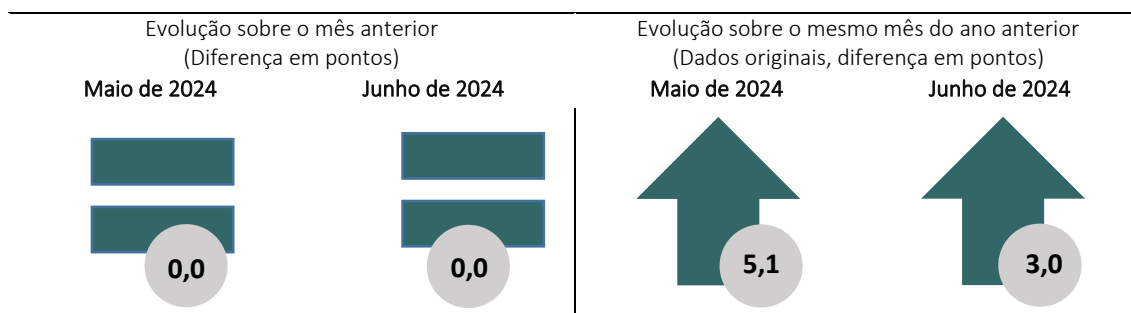 Evolução sobre o mês anterior
(Diferença em pontos)
Maio de 2024
Junho de 2024
0,0
0,0
Evolução sobre o mesmo mês do ano anterior
(Dados originais, diferença em pontos)
Maio de 2024
Junho de 2024
5,1
3,0